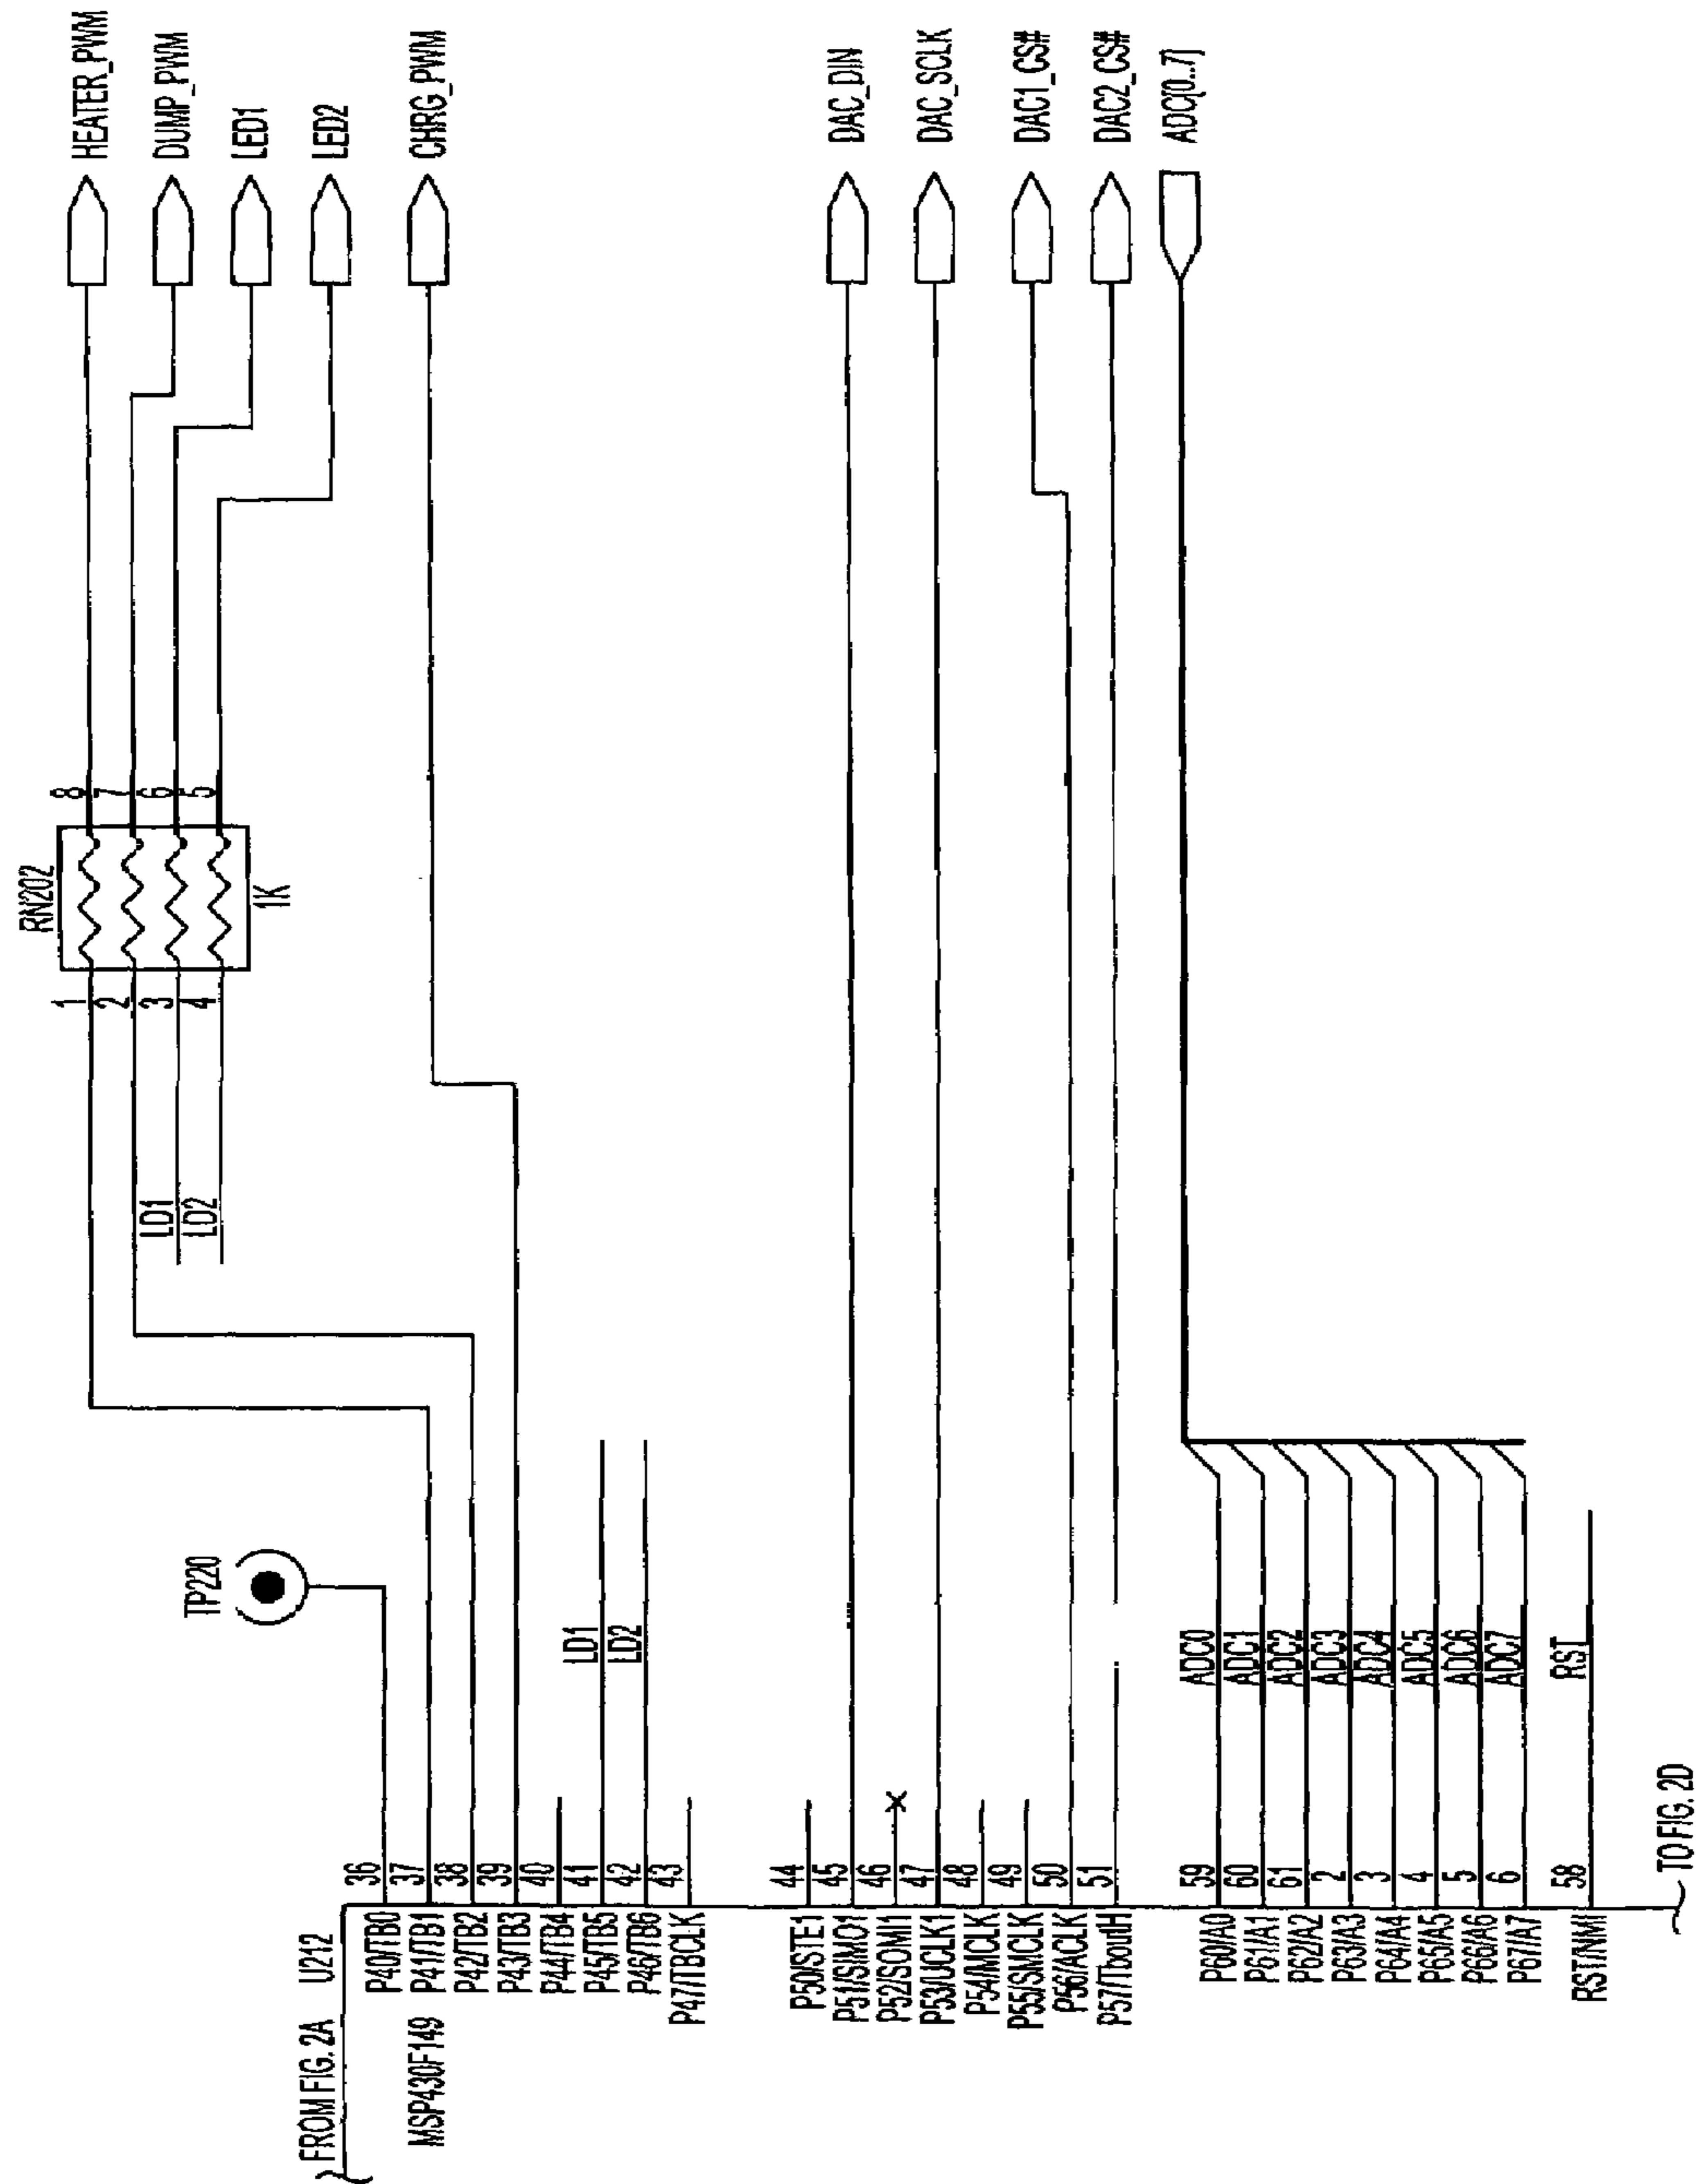 FROM FIG. 2A
U212
MSP430F149
P40/TB0 36
P41/TB1 37
P42/TB2 38
P43/TB3 39
P44/TB4 40
P45/TB5 41
P46/TB6 42
P47/TBCLK 43
P50/STE1 44
P51/SIMO1 45
P52/SOMI1 46
P53/UCLK1 47
P54/MCLK 48
P55/SMCLK 49
P56/ACLK 50
P57/TboutH 51
P60/A0 59
P61/A1 60
P62/A2 61
P63/A3 2
P64/A4 3
P65/A5 4
P66/A6 5
P67/A7 6
RST/NMI 58
TO FIG. 2D
TP220
LD1
LD2
ADC0
ADC1
ADC2
ADC3
ADC4
ADC5
ADC6
ADC7
RST
LD1
LD2
RN202
1 8
2 7
3 6
4 5
1K
HEATER_PWM
DUMP_PWM
LED1
LED2
CHRG_PWM
DAC_DIN
DAC_SCLK
DAC1_CS#
DAC2_CS#
ADC[0..7]